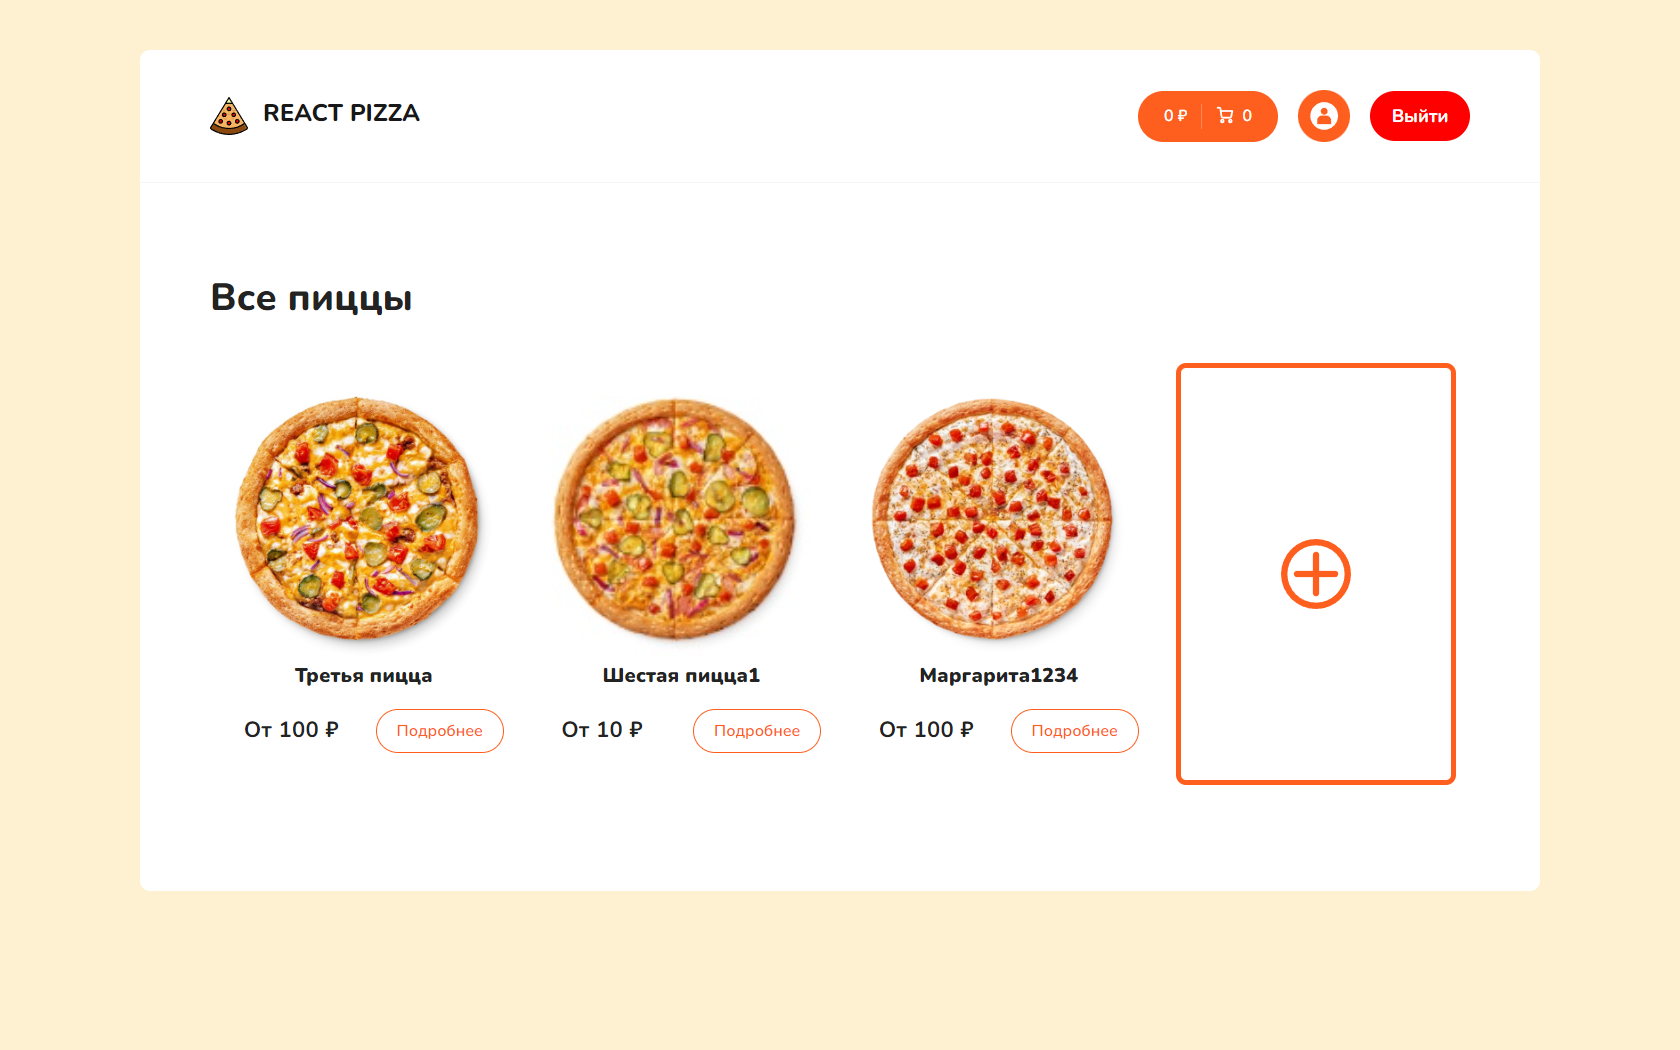 REACT PIZZA
0 ₽ 0
Выйти
Все пиццы
Третья пицца
От 100 ₽ Подробнее
Шестая пицца1
От 10 ₽ Подробнее
Маргарита1234
От 100 ₽ Подробнее